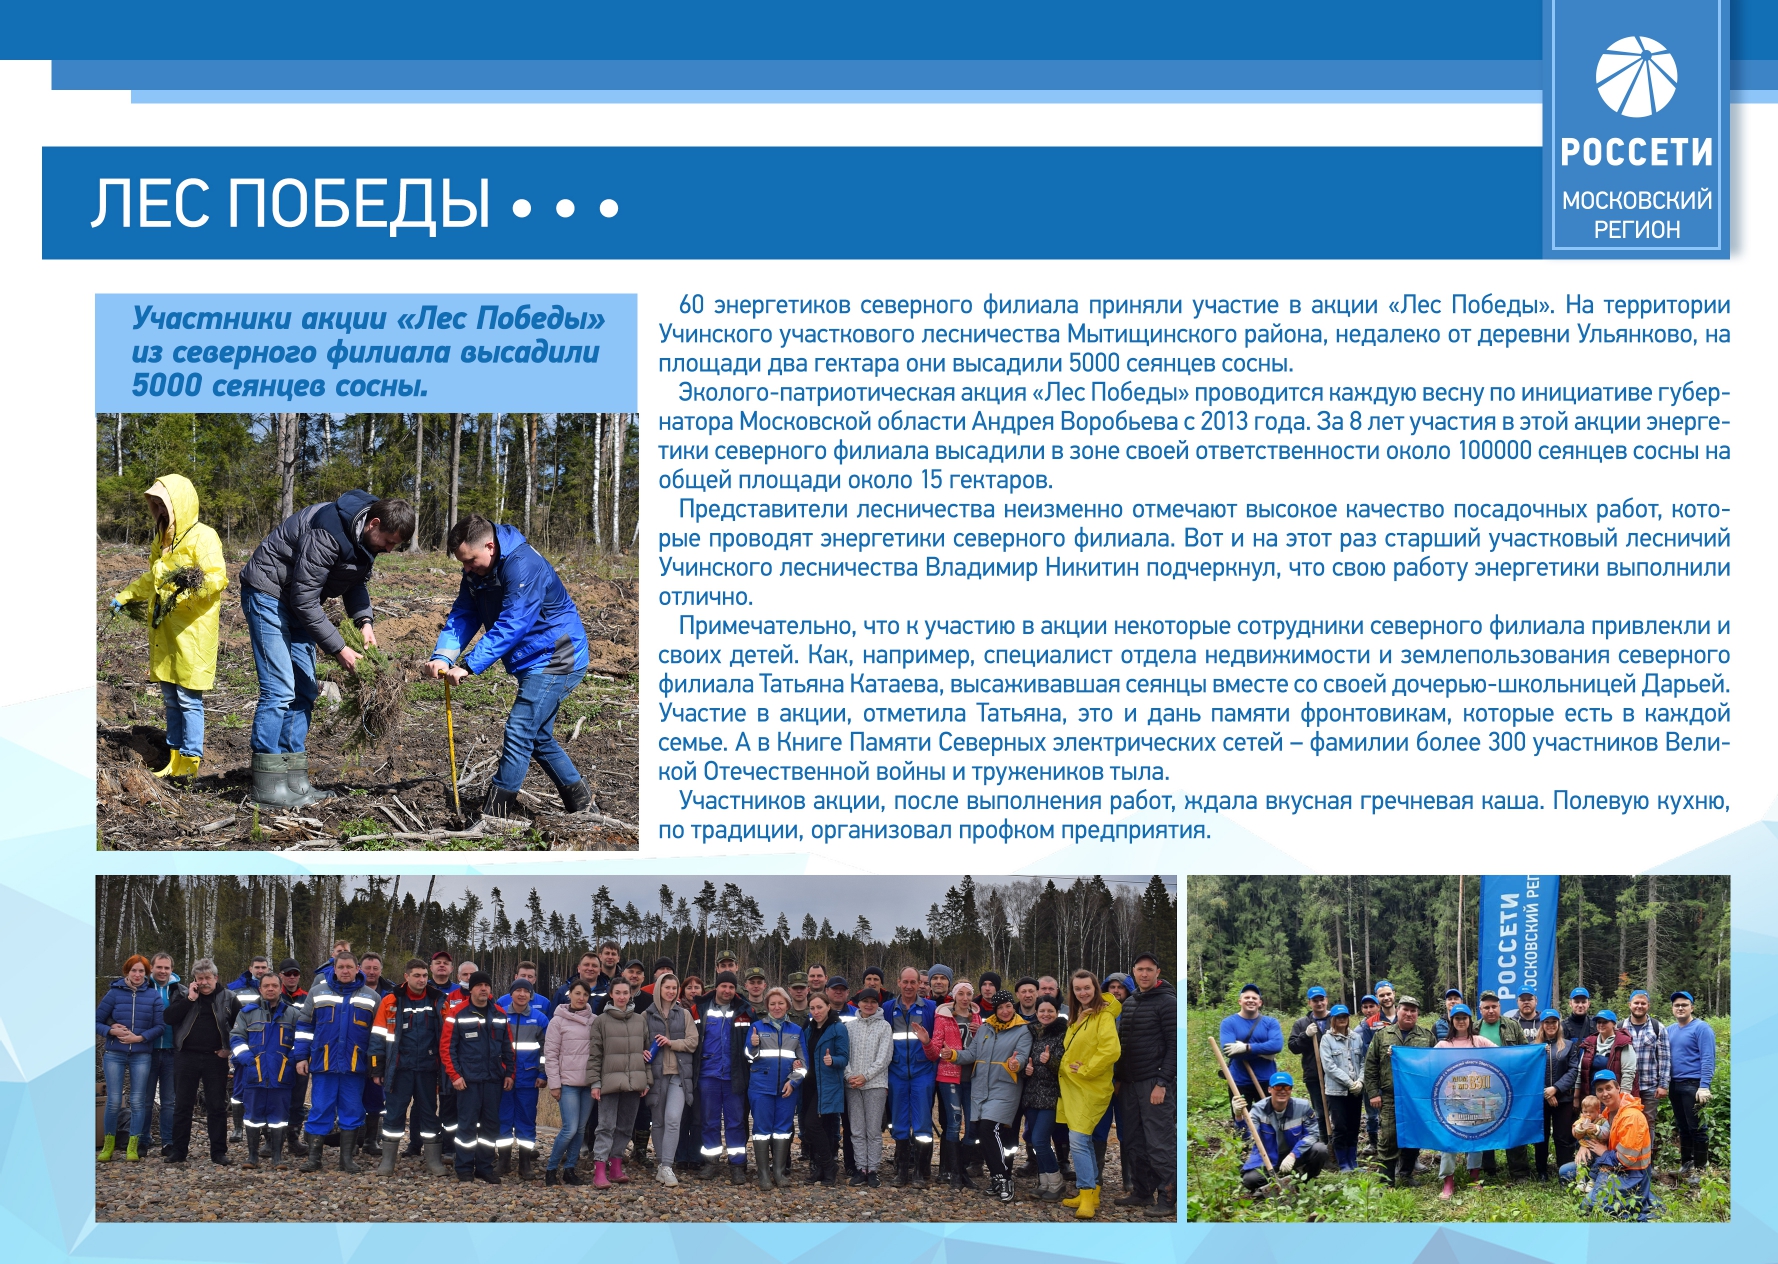 РОССЕТИ
МОСКОВСКИЙ
РЕГИОН
ЛЕС ПОБЕДЫ • • •
Участники акции «Лес Победы»
из северного филиала высадили
5000 сеянцев сосны.
60 энергетиков северного филиала приняли участие в акции «Лес Победы». На территории
Учинского участкового лесничества Мытищинского района, недалеко от деревни Ульянково, на
площади два гектара они высадили 5000 сеянцев сосны.
Эколого-патриотическая акция «Лес Победы» проводится каждую весну по инициативе губер-
натора Московской области Андрея Воробьева с 2013 года. За 8 лет участия в этой акции энерге-
тики северного филиала высадили в зоне своей ответственности около 100000 сеянцев сосны на
общей площади около 15 гектаров.
Представители лесничества неизменно отмечают высокое качество посадочных работ, кото-
рые проводят энергетики северного филиала. Вот и на этот раз старший участковый лесничий
Учинского лесничества Владимир Никитин подчеркнул, что свою работу энергетики выполнили
отлично.
Примечательно, что к участию в акции некоторые сотрудники северного филиала привлекли и
своих детей. Как, например, специалист отдела недвижимости и землепользования северного
филиала Татьяна Катаева, высаживавшая сеянцы вместе со своей дочерью-школьницей Дарьей.
Участие в акции, отметила Татьяна, это и дань памяти фронтовикам, которые есть в каждой
семье. А в Книге Памяти Северных электрических сетей – фамилии более 300 участников Вели-
кой Отечественной войны и тружеников тыла.
Участников акции, после выполнения работ, ждала вкусная гречневая каша. Полевую кухню,
по традиции, организовал профком предприятия.
РОССЕТИ
МОСКОВСКИЙ РЕГ